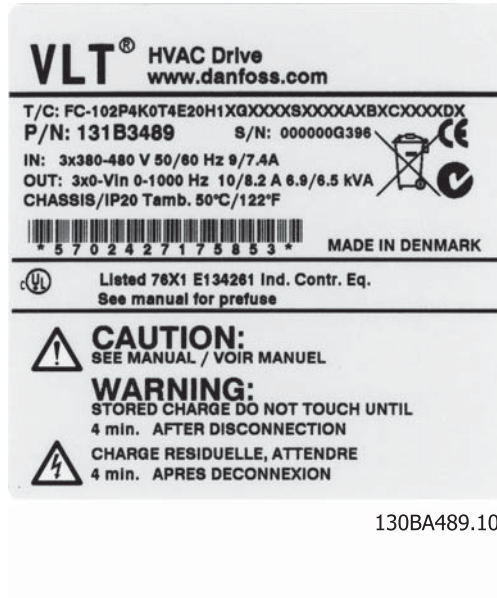 VLT® HVAC Drive
www.danfoss.com
T/C: FC-102P4K0T4E20H1XGXXXXSXXXXAXBXCXXXXDX
P/N: 131B3489 S/N: 000000G396
IN: 3x380-480 V 50/60 Hz 9/7.4A
OUT: 3x0-Vin 0-1000 Hz 10/8.2 A 6.9/6.5 kVA
CHASSIS/IP20 Tamb. 50°C/122°F
* 5 7 0 2 4 2 7 1 7 5 8 5 3 * MADE IN DENMARK
Listed 76X1 E134261 Ind. Contr. Eq.
See manual for prefuse
CAUTION:
SEE MANUAL / VOIR MANUEL
WARNING:
STORED CHARGE DO NOT TOUCH UNTIL
4 min. AFTER DISCONNECTION
CHARGE RESIDUELLE, ATTENDRE
4 min. APRES DECONNEXION
130BA489.10